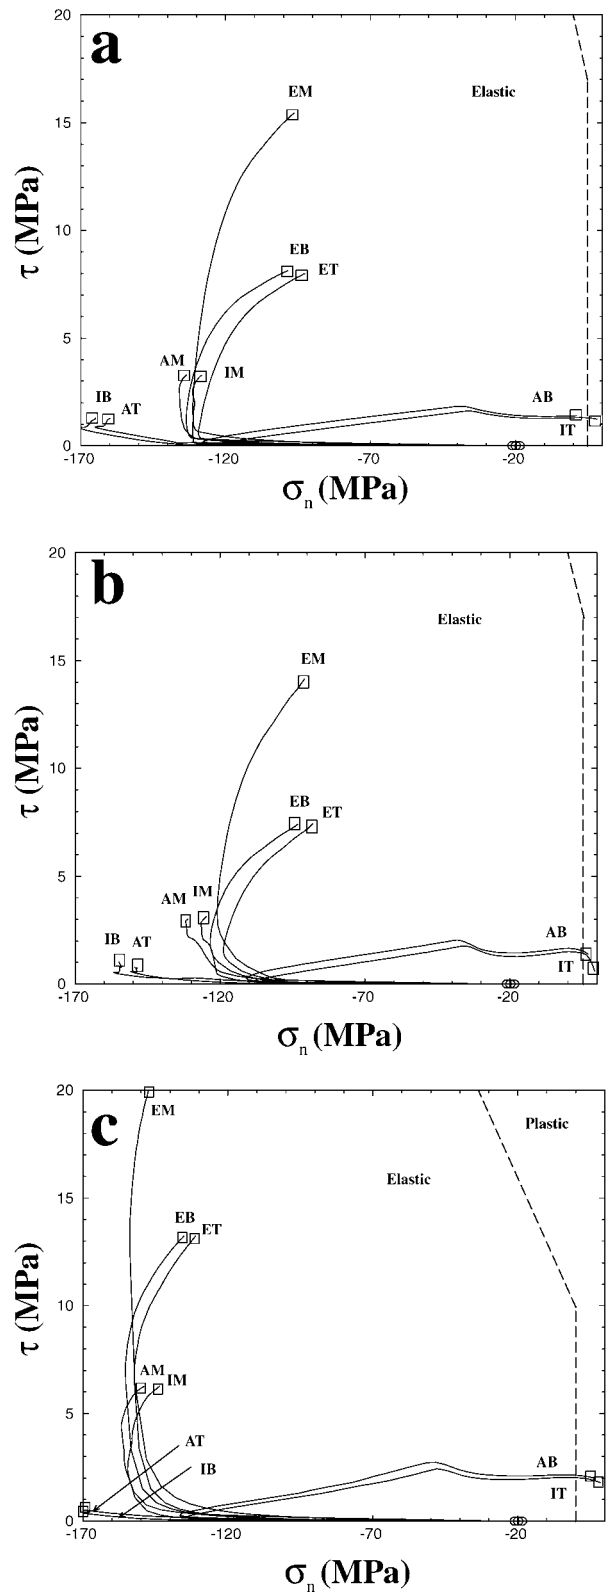 20
a
EM
Elastic
15
τ (MPa)
10
EB
ET
5
AM
IM
IB
AT
AB
IT
0
-170
-120
-70
-20
σn (MPa)
20
b
Elastic
EM
15
τ (MPa)
10
EB
ET
5
AM
IM
IB
AT
AB
IT
0
-170
-120
-70
-20
σn (MPa)
20
c
EM
Plastic
Elastic
15
τ (MPa)
EB
ET
10
AM
IM
5
AT
IB
AB
IT
0
-170
-120
-70
-20
σn (MPa)